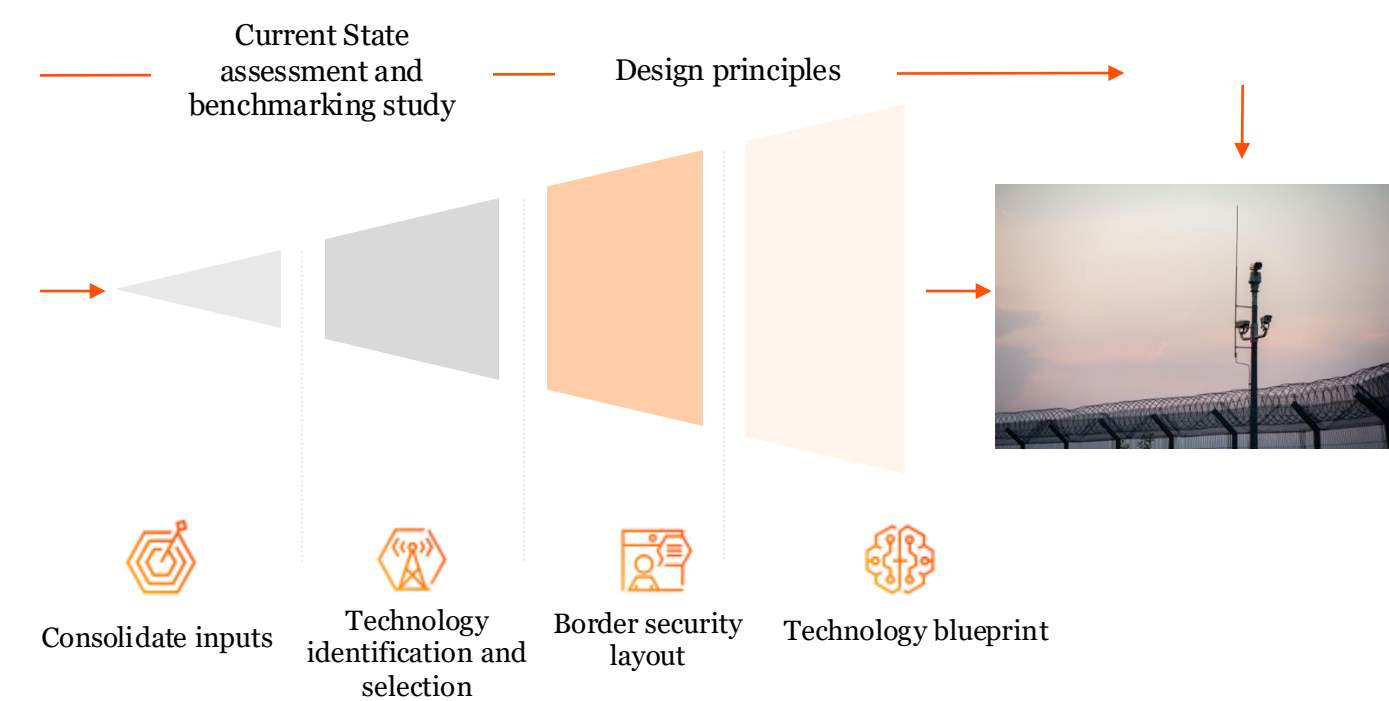 Current State
assessment and
benchmarking study
Design principles
Consolidate inputs
Technology
identification and
selection
Border security
layout
Technology blueprint